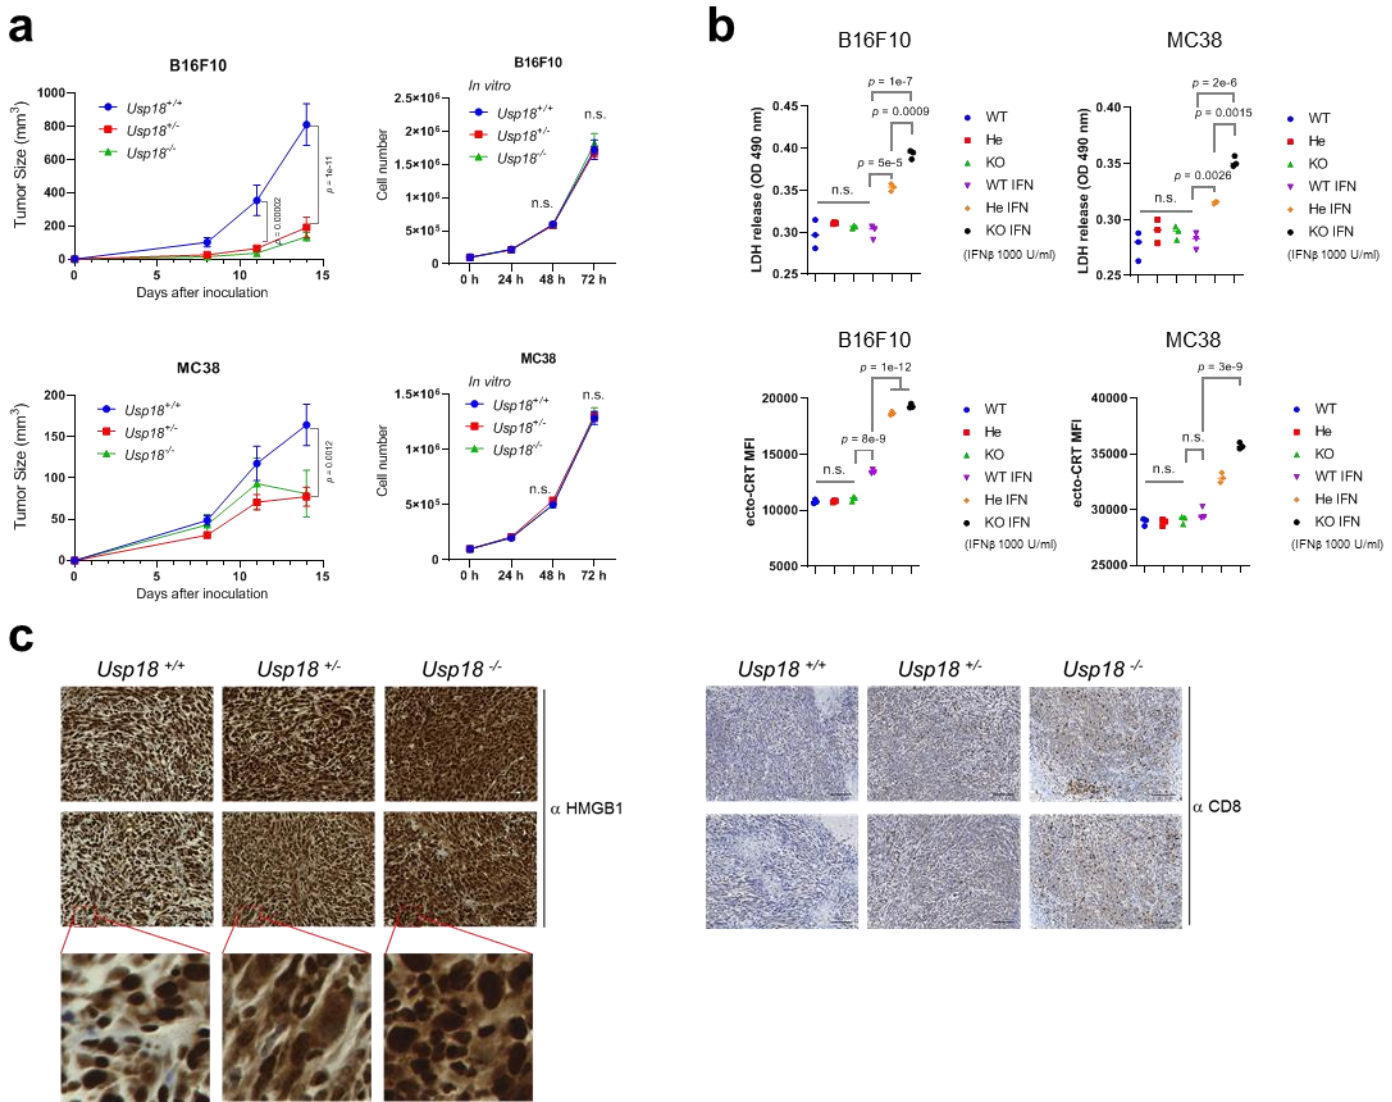 a
B16F10
Tumor Size (mm³)
1000
800
600
400
200
0
Usp18+/+
Usp18+/-
Usp18-/-
p = 0.00002
p = 1e-11
0 5 10 15
Days after inoculation
B16F10
In vitro
Cell number
2.5×10⁶
2×10⁶
1.5×10⁶
1×10⁶
5×10⁵
0
Usp18+/+
Usp18+/-
Usp18-/-
n.s.
n.s.
0 h 24 h 48 h 72 h
MC38
Tumor Size (mm³)
200
150
100
50
0
Usp18+/+
Usp18+/-
Usp18-/-
p = 0.0012
0 5 10 15
Days after inoculation
MC38
In vitro
Cell number
1.5×10⁶
1×10⁶
5×10⁵
0
Usp18+/+
Usp18+/-
Usp18-/-
n.s.
n.s.
0 h 24 h 48 h 72 h
b
B16F10
LDH release (OD 490 nm)
0.45
0.40
0.35
0.30
0.25
p = 1e-7
p = 0.0009
p = 5e-5
n.s.
WT
He
KO
WT IFN
He IFN
KO IFN
(IFNβ 1000 U/ml)
MC38
LDH release (OD 490 nm)
0.40
0.35
0.30
0.25
p = 2e-6
p = 0.0015
p = 0.0026
n.s.
WT
He
KO
WT IFN
He IFN
KO IFN
(IFNβ 1000 U/ml)
B16F10
ecto-CRT MFI
20000
15000
10000
5000
p = 1e-12
p = 8e-9
n.s.
WT
He
KO
WT IFN
He IFN
KO IFN
(IFNβ 1000 U/ml)
MC38
ecto-CRT MFI
40000
35000
30000
25000
p = 3e-9
n.s.
n.s.
WT
He
KO
WT IFN
He IFN
KO IFN
(IFNβ 1000 U/ml)
c
Usp18 +/+ Usp18 +/- Usp18 -/-
α HMGB1
Usp18 +/+ Usp18 +/- Usp18 -/-
α CD8